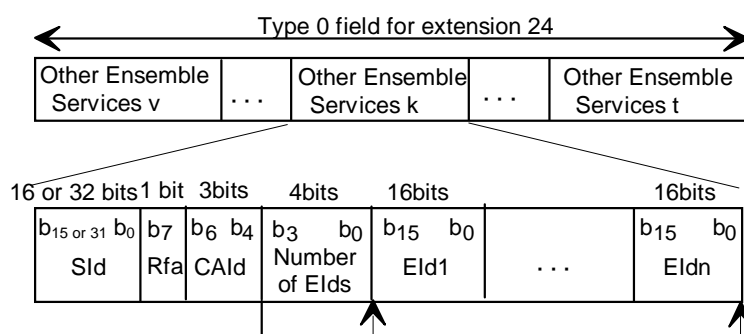 Type 0 field for extension 24
Other Ensemble Services v . . . Other Ensemble Services k . . . Other Ensemble Services t
16 or 32 bits 1 bit 3bits 4bits 16bits 16bits
b15 or 31 b0 b7 b6 b4 b3 b0 b15 b0 b15 b0
SId Rfa CAId Number of EIds EId1 . . . EIdn